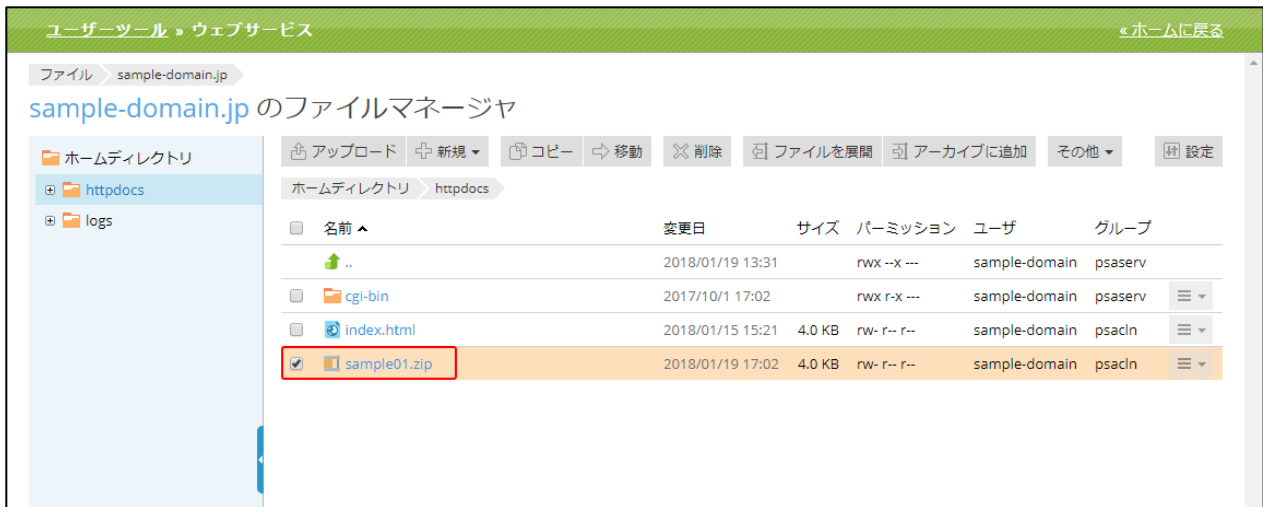 ユーザーツール » ウェブサービス «ホームに戻る
ファイル sample-domain.jp
sample-domain.jp のファイルマネージャ
ホームディレクトリ
httpdocs
logs
アップロード 新規 コピー 移動 削除 ファイルを展開 アーカイブに追加 その他 設定
ホームディレクトリ httpdocs
名前 変更日 サイズ パーミッション ユーザ グループ
.. 2018/01/19 13:31 rwx --x --- sample-domain psaserv
cgi-bin 2017/10/1 17:02 rwx r-x --- sample-domain psaserv
index.html 2018/01/15 15:21 4.0 KB rw- r-- r-- sample-domain psacln
sample01.zip 2018/01/19 17:02 4.0 KB rw- r-- r-- sample-domain psacln